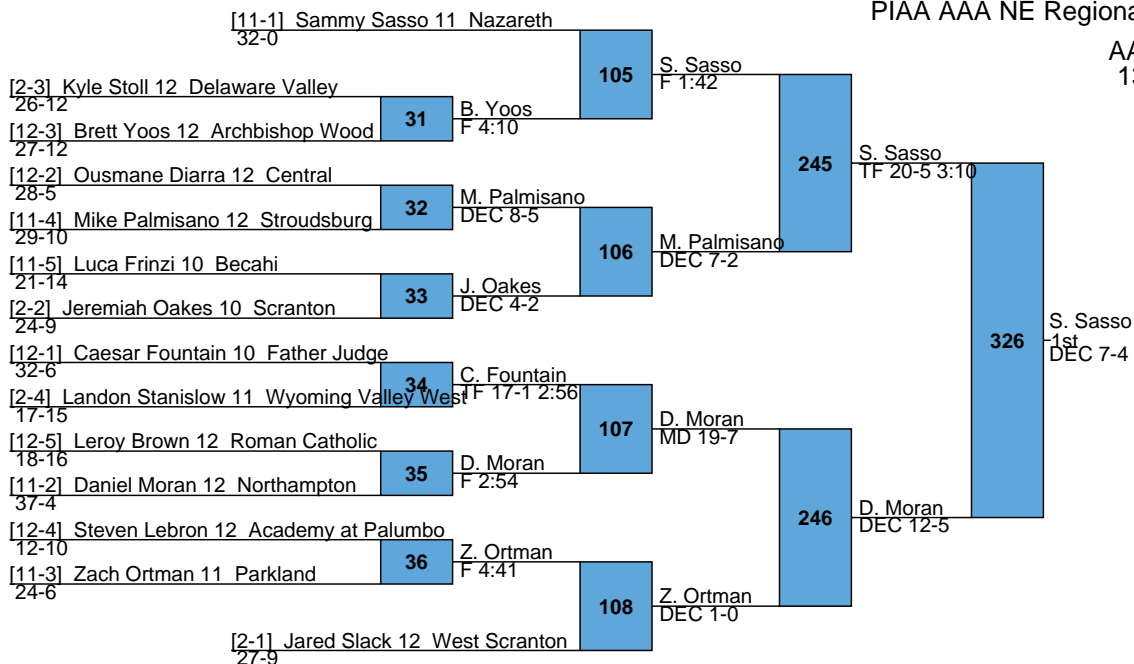 PIAA AAA NE Regiona
AA
13
[11-1] Sammy Sasso 11 Nazareth
32-0
105
S. Sasso
F 1:42
[2-3] Kyle Stoll 12 Delaware Valley
26-12
31
B. Yoos
F 4:10
[12-3] Brett Yoos 12 Archbishop Wood
27-12
245
S. Sasso
TF 20-5 3:10
[12-2] Ousmane Diarra 12 Central
28-5
32
M. Palmisano
DEC 8-5
[11-4] Mike Palmisano 12 Stroudsburg
29-10
106
M. Palmisano
DEC 7-2
[11-5] Luca Frinzi 10 Becahi
21-14
33
J. Oakes
DEC 4-2
[2-2] Jeremiah Oakes 10 Scranton
24-9
326
S. Sasso
1st
DEC 7-4
[12-1] Caesar Fountain 10 Father Judge
32-6
34
C. Fountain
TF 17-1 2:56
[2-4] Landon Stanislow 11 Wyoming Valley West
17-15
107
D. Moran
MD 19-7
[12-5] Leroy Brown 12 Roman Catholic
18-16
35
D. Moran
F 2:54
[11-2] Daniel Moran 12 Northampton
37-4
246
D. Moran
DEC 12-5
[12-4] Steven Lebron 12 Academy at Palumbo
12-10
36
Z. Ortman
F 4:41
[11-3] Zach Ortman 11 Parkland
24-6
108
Z. Ortman
DEC 1-0
[2-1] Jared Slack 12 West Scranton
27-9